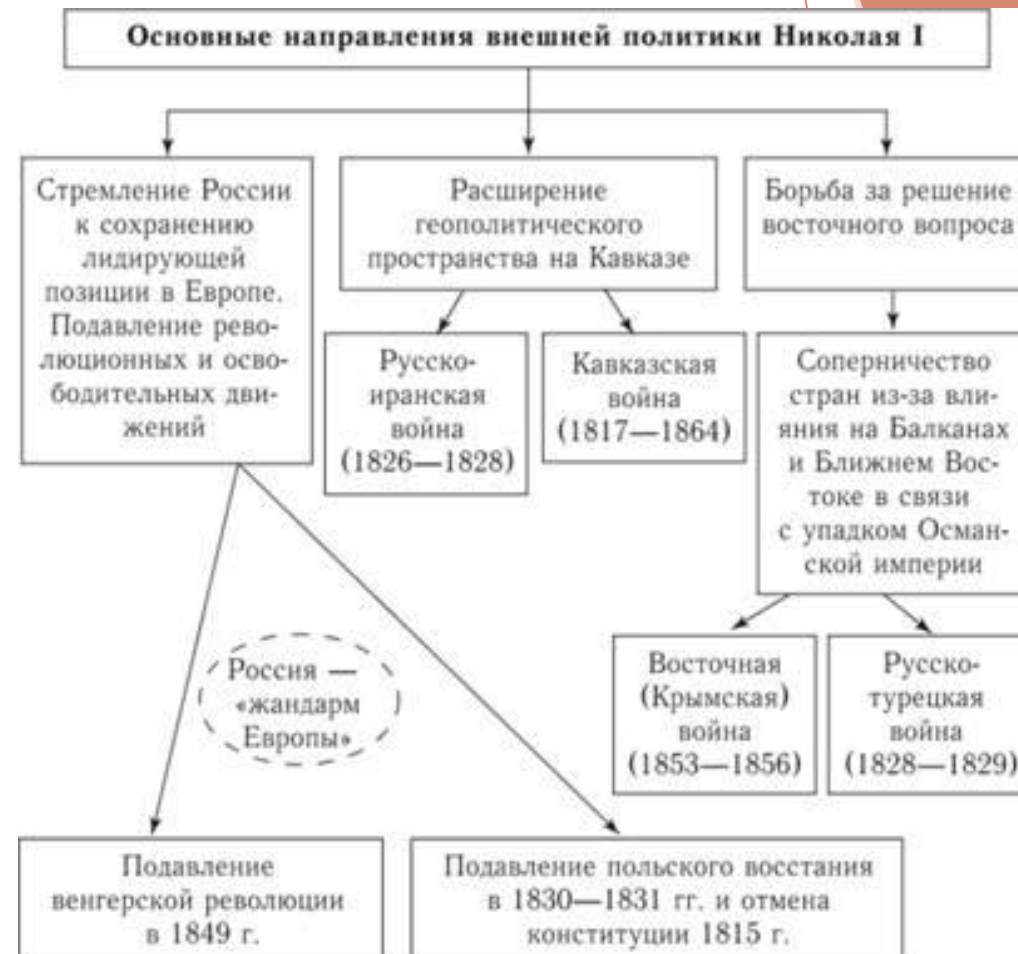 Основные направления внешней политики Николая I
Стремление России
к сохранению
лидирующей
позиции в Европе.
Подавление рево-
люционных и осво-
бодительных дви-
жений
Расширение
геополитического
пространства на Кавказе
Борьба за решение
восточного вопроса
Русско-
иранская
война
(1826—1828)
Кавказская
война
(1817—1864)
Соперничество
стран из-за вли-
яния на Балканах
и Ближнем Вос-
токе в связи
с упадком Осман-
ской империи
Россия —
«жандарм
Европы»
Восточная
(Крымская)
война
(1853—1856)
Русско-
турецкая
война
(1828—1829)
Подавление
венгерской революции
в 1849 г.
Подавление польского восстания
в 1830—1831 гг. и отмена
конституции 1815 г.